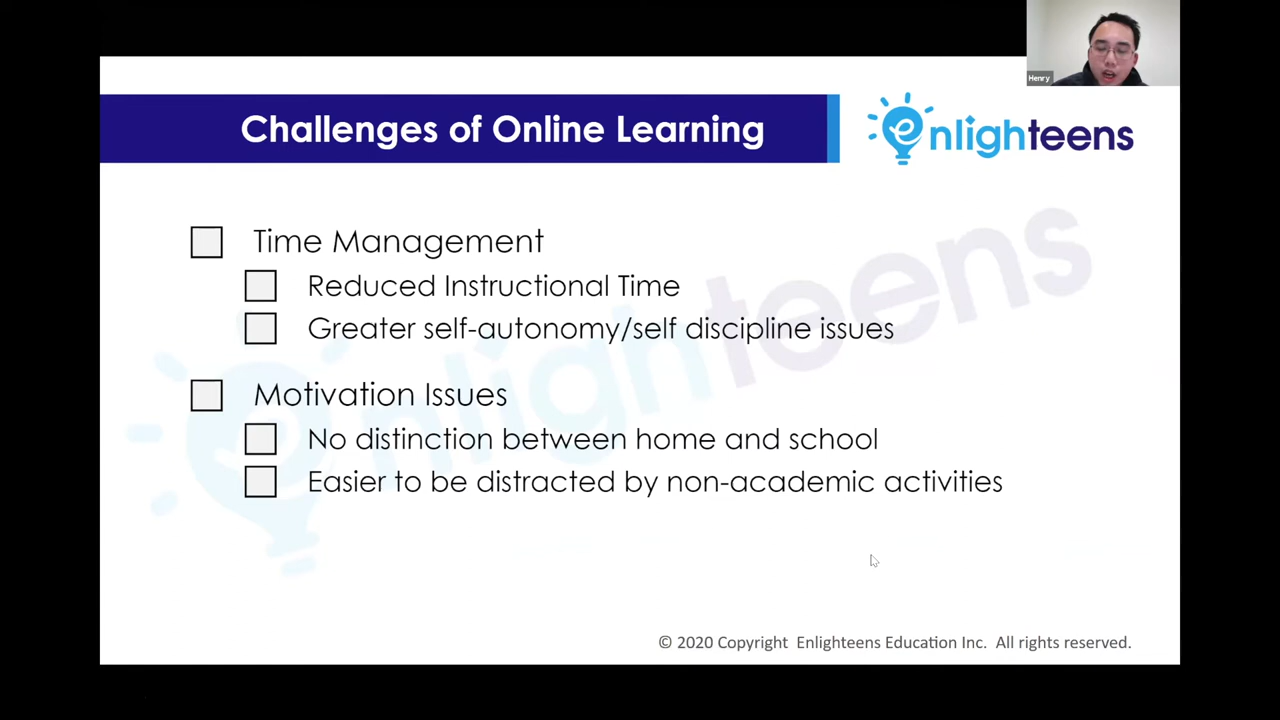 Henry
Challenges of Online Learning
enlighteens
Time Management
Reduced Instructional Time
Greater self-autonomy/self discipline issues
Motivation Issues
No distinction between home and school
Easier to be distracted by non-academic activities
enlighteens
© 2020 Copyright Enlighteens Education Inc. All rights reserved.